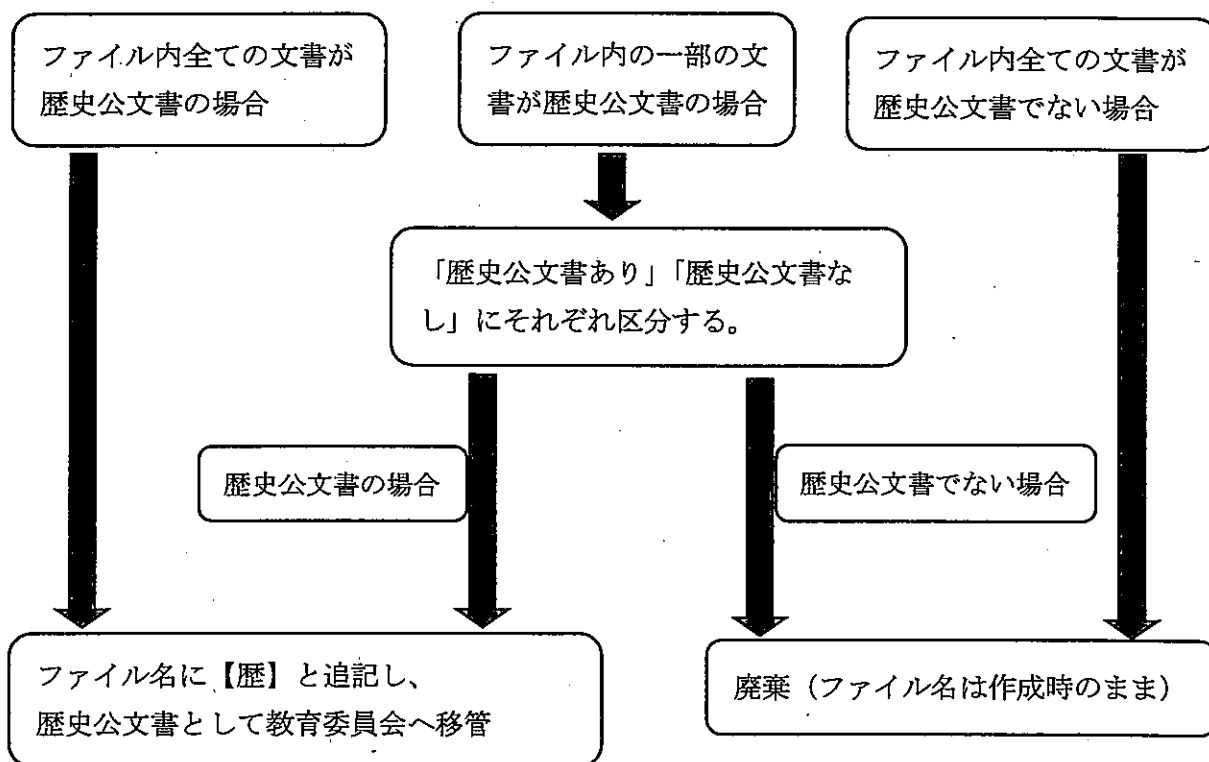 ファイル内全ての文書が
歴史公文書の場合
ファイル内の一部の文
書が歴史公文書の場合
ファイル内全ての文書が
歴史公文書でない場合
「歴史公文書あり」「歴史公文書な
し」にそれぞれ区分する。
歴史公文書の場合
歴史公文書でない場合
ファイル名に【歴】と追記し、
歴史公文書として教育委員会へ移管
廃棄（ファイル名は作成時のまま）